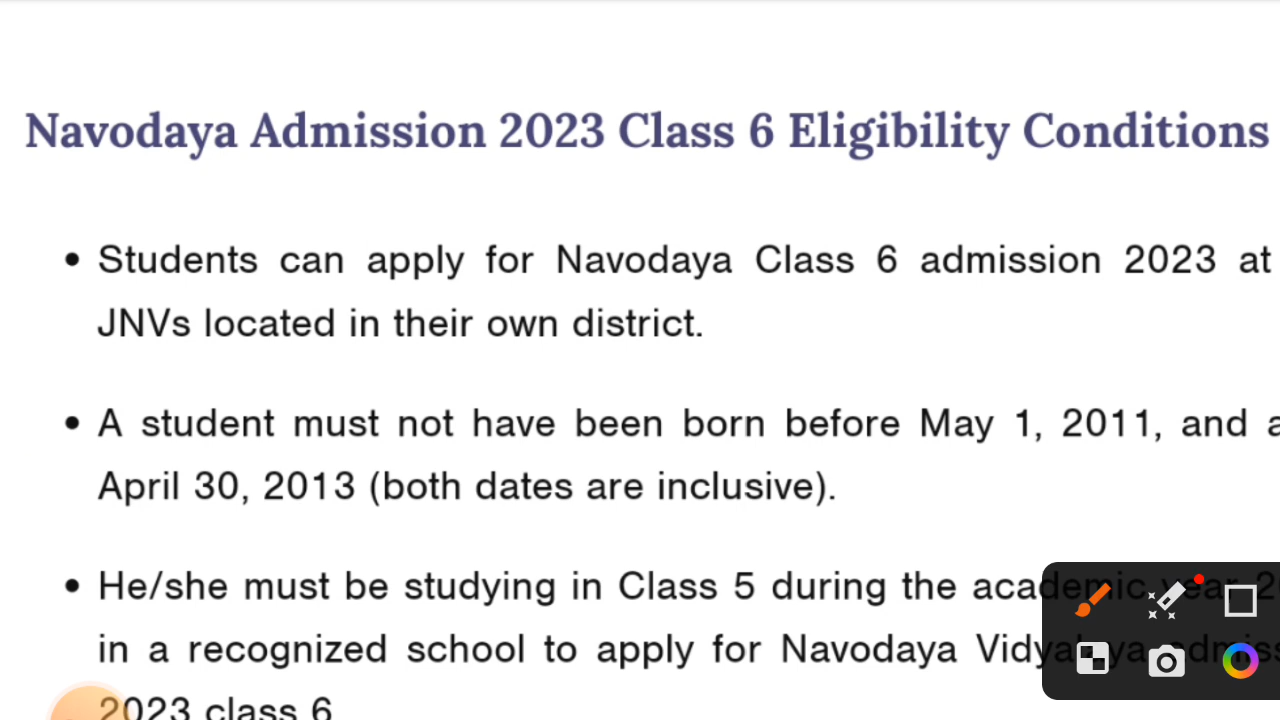 Navodaya Admission 2023 Class 6 Eligibility Conditions
• Students can apply for Navodaya Class 6 admission 2023 at
JNVs located in their own district.
• A student must not have been born before May 1, 2011, and
April 30, 2013 (both dates are inclusive).
• He/she must be studying in Class 5 during the academic year
in a recognized school to apply for Navodaya Vidyalaya
2023 class 6